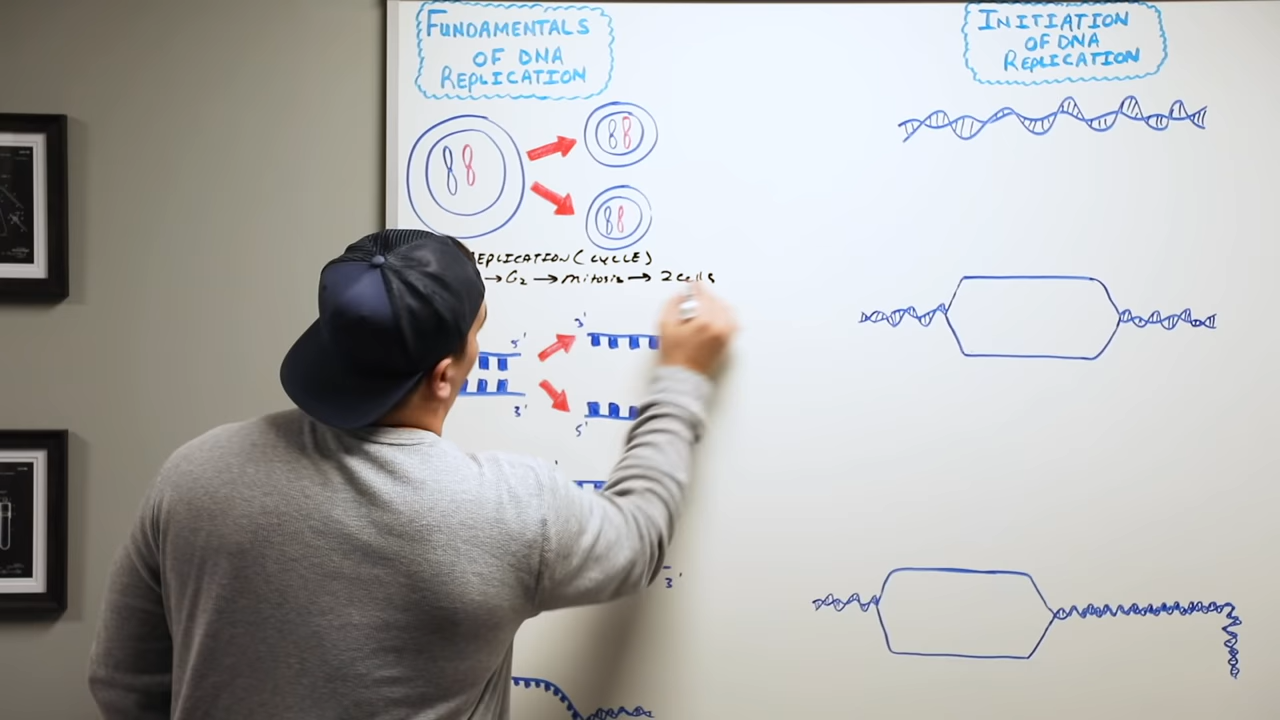 FUNDAMENTALS
OF DNA
REPLICATION
INITIATION
OF DNA
REPLICATION
REPLICATION (CYCLE)
→ G2 → Mitosis → 2 cells
5'
3'
3'
5'
3'